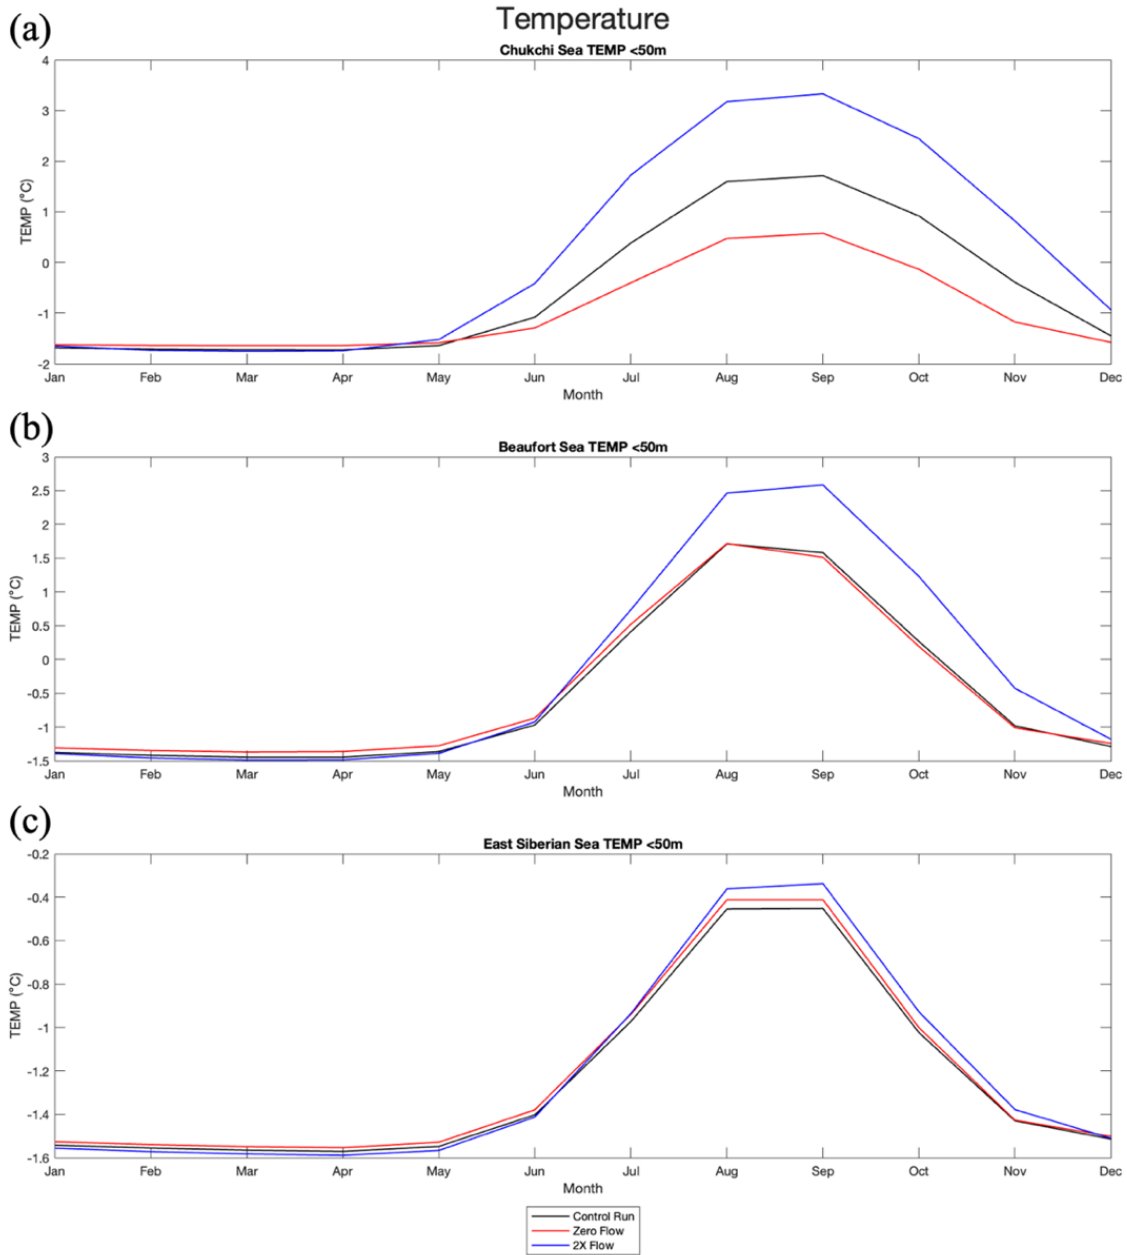 Temperature
(a)
Chukchi Sea TEMP <50m
4
3
2
1
0
-1
-2
TEMP (°C)
Jan Feb Mar Apr May Jun Jul Aug Sep Oct Nov Dec
Month
(b)
Beaufort Sea TEMP <50m
3
2.5
2
1.5
1
0.5
0
-0.5
-1
-1.5
TEMP (°C)
Jan Feb Mar Apr May Jun Jul Aug Sep Oct Nov Dec
Month
(c)
East Siberian Sea TEMP <50m
-0.2
-0.4
-0.6
-0.8
-1
-1.2
-1.4
-1.6
TEMP (°C)
Jan Feb Mar Apr May Jun Jul Aug Sep Oct Nov Dec
Month
Control Run
Zero Flow
2X Flow